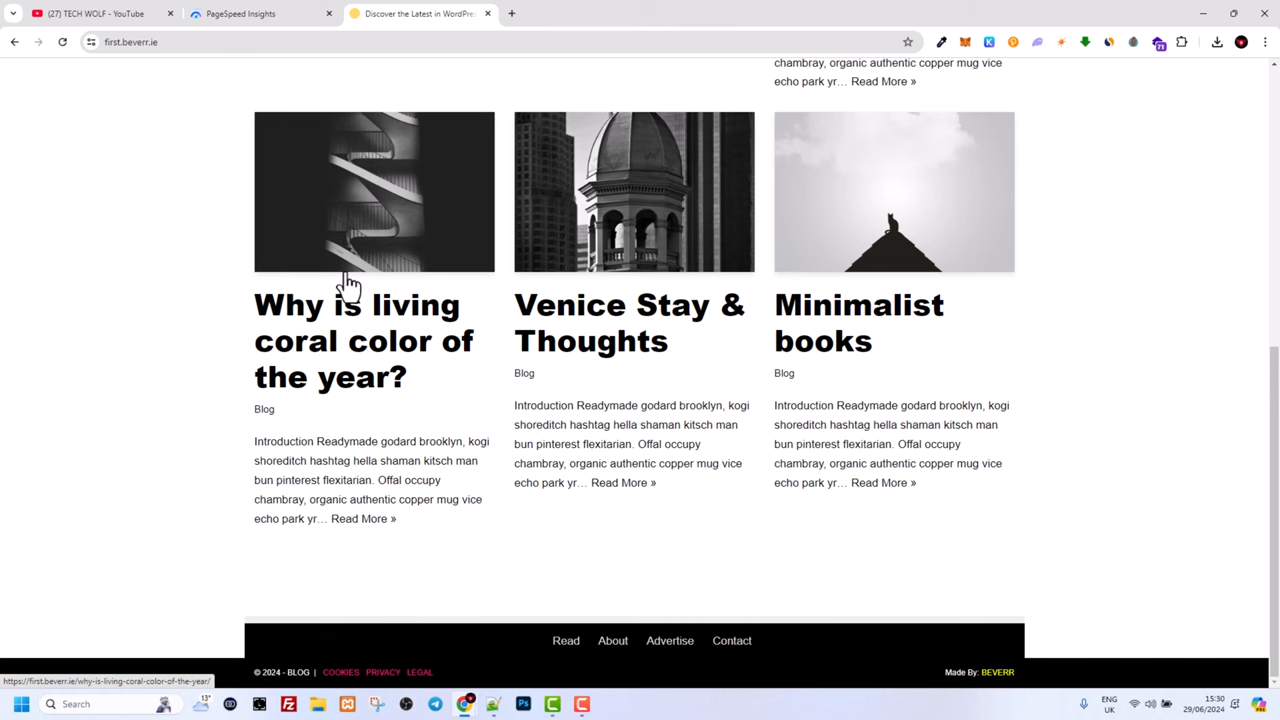 (27) TECH WOLF - YouTube
PageSpeed Insights
Discover the Latest in WordPre
first.beverr.ie
71
chambray, organic authentic copper mug vice
echo park yr… Read More »
Why is living
coral color of
the year?
Blog
Introduction Readymade godard brooklyn, kogi
shoreditch hashtag hella shaman kitsch man
bun pinterest flexitarian. Offal occupy
chambray, organic authentic copper mug vice
echo park yr… Read More »
Venice Stay &
Thoughts
Blog
Introduction Readymade godard brooklyn, kogi
shoreditch hashtag hella shaman kitsch man
bun pinterest flexitarian. Offal occupy
chambray, organic authentic copper mug vice
echo park yr… Read More »
Minimalist
books
Blog
Introduction Readymade godard brooklyn, kogi
shoreditch hashtag hella shaman kitsch man
bun pinterest flexitarian. Offal occupy
chambray, organic authentic copper mug vice
echo park yr… Read More »
Read About Advertise Contact
© 2024 - BLOG | COOKIES PRIVACY LEGAL
Made By: BEVERR
https://first.beverr.ie/why-is-living-coral-color-of-the-year/
Search
13°
ENG
UK
15:30
29/06/2024